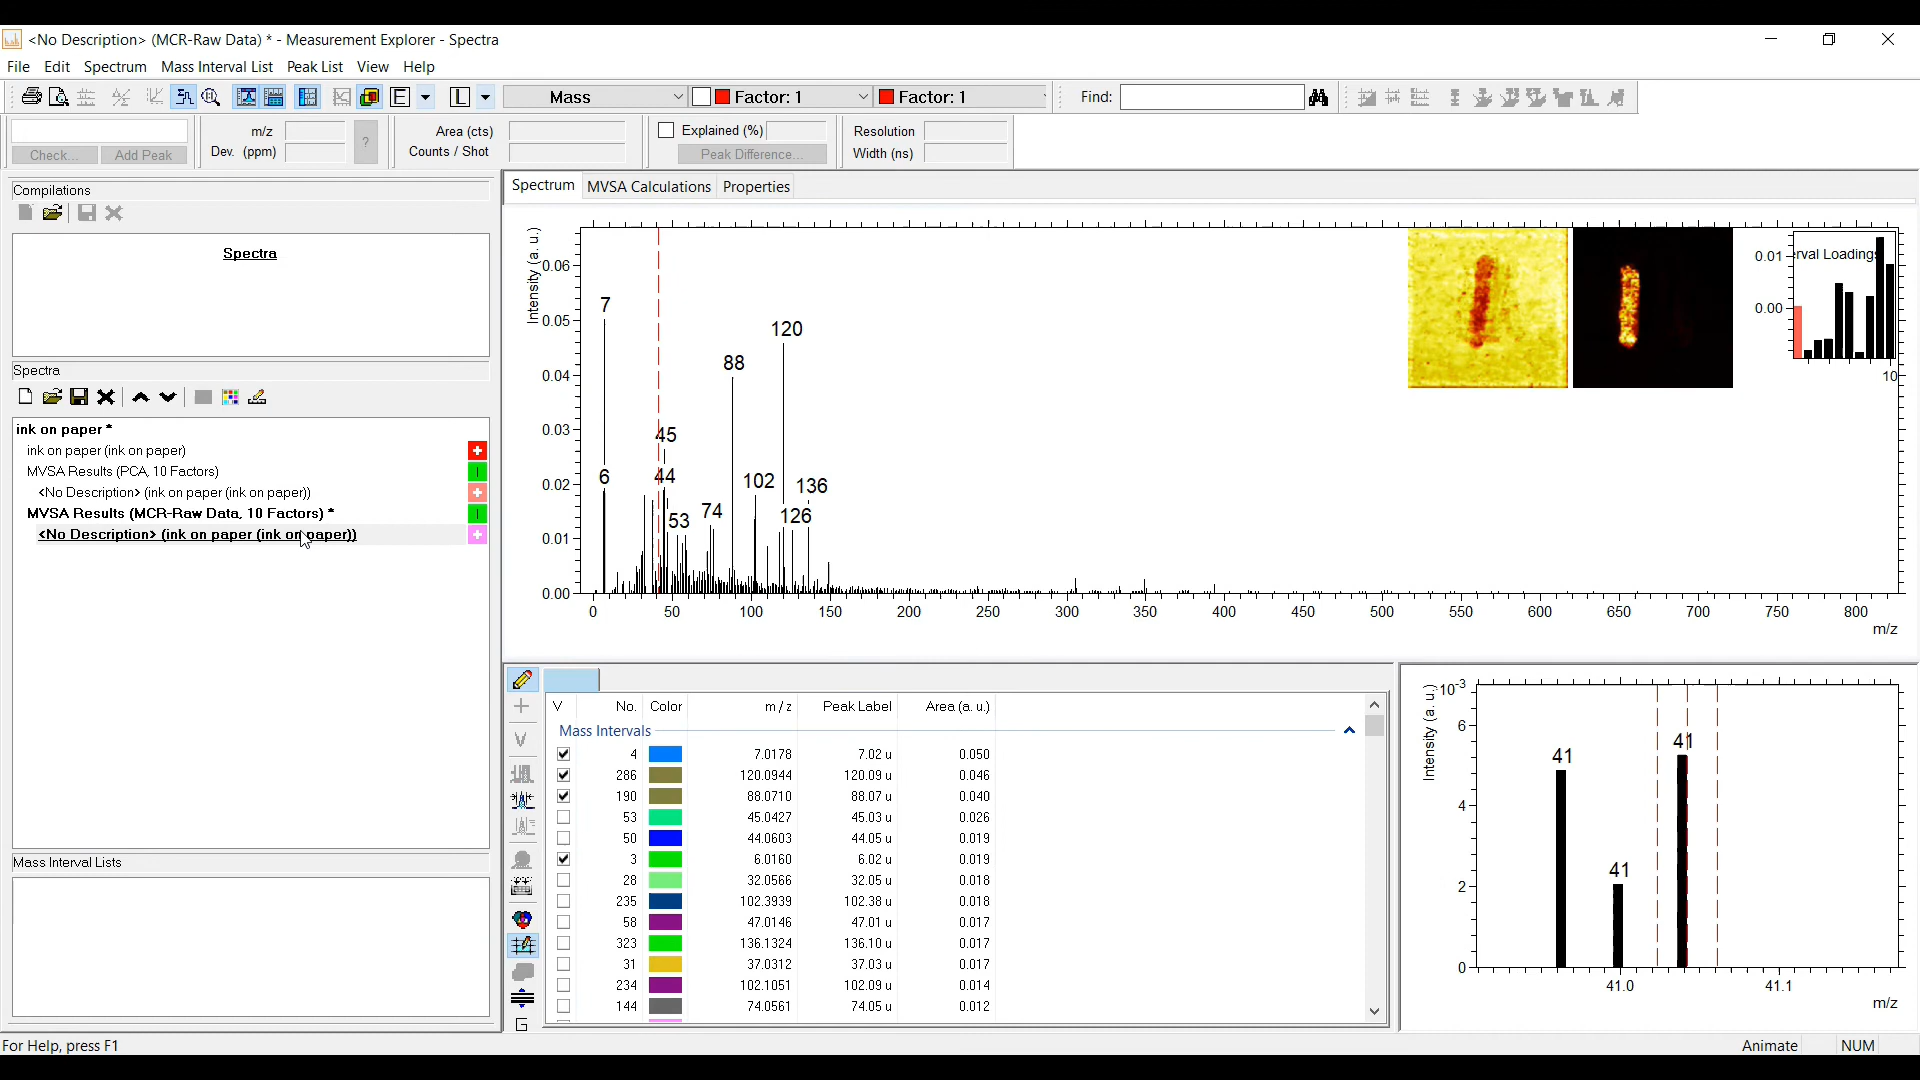 <No Description> (MCR-Raw Data) * - Measurement Explorer - Spectra
File Edit Spectrum Mass Interval List Peak List View Help
E L Mass Factor: 1 Factor: 1 Find:
m/z Area (cts) Explained (%) Resolution
Check... Add Peak Dev. (ppm) ? Counts / Shot Peak Difference... Width (ns)
Compilations
Spectra
Spectra
ink on paper *
ink on paper (ink on paper)
MVSA Results (PCA, 10 Factors)
<No Description> (ink on paper (ink on paper))
MVSA Results (MCR-Raw Data, 10 Factors) *
<No Description> (ink on paper (ink on paper))
Mass Interval Lists
Spectrum MVSA Calculations Properties
Intensity (a. u.)
0.06
0.05
0.04
0.03
0.02
0.01
0.00
7
6
45
44
53
74
88
102
120
126
136
0 50 100 150 200 250 300 350 400 450 500 550 600 650 700 750 800
m/z
0.01 rval Loading
0.00
10
V No. Color m/z Peak Label Area (a. u.)
Mass Intervals
4 7.0178 7.02 u 0.050
286 120.0944 120.09 u 0.046
190 88.0710 88.07 u 0.040
53 45.0427 45.03 u 0.026
50 44.0603 44.05 u 0.019
3 6.0160 6.02 u 0.019
28 32.0566 32.05 u 0.018
235 102.3939 102.38 u 0.018
58 47.0146 47.01 u 0.017
323 136.1324 136.10 u 0.017
31 37.0312 37.03 u 0.017
234 102.1051 102.09 u 0.014
144 74.0561 74.05 u 0.012
V
G
Intensity (a. u.)
10-3
6
4
2
0
41
41
41
41.0 41.1
m/z
For Help, press F1 Animate NUM